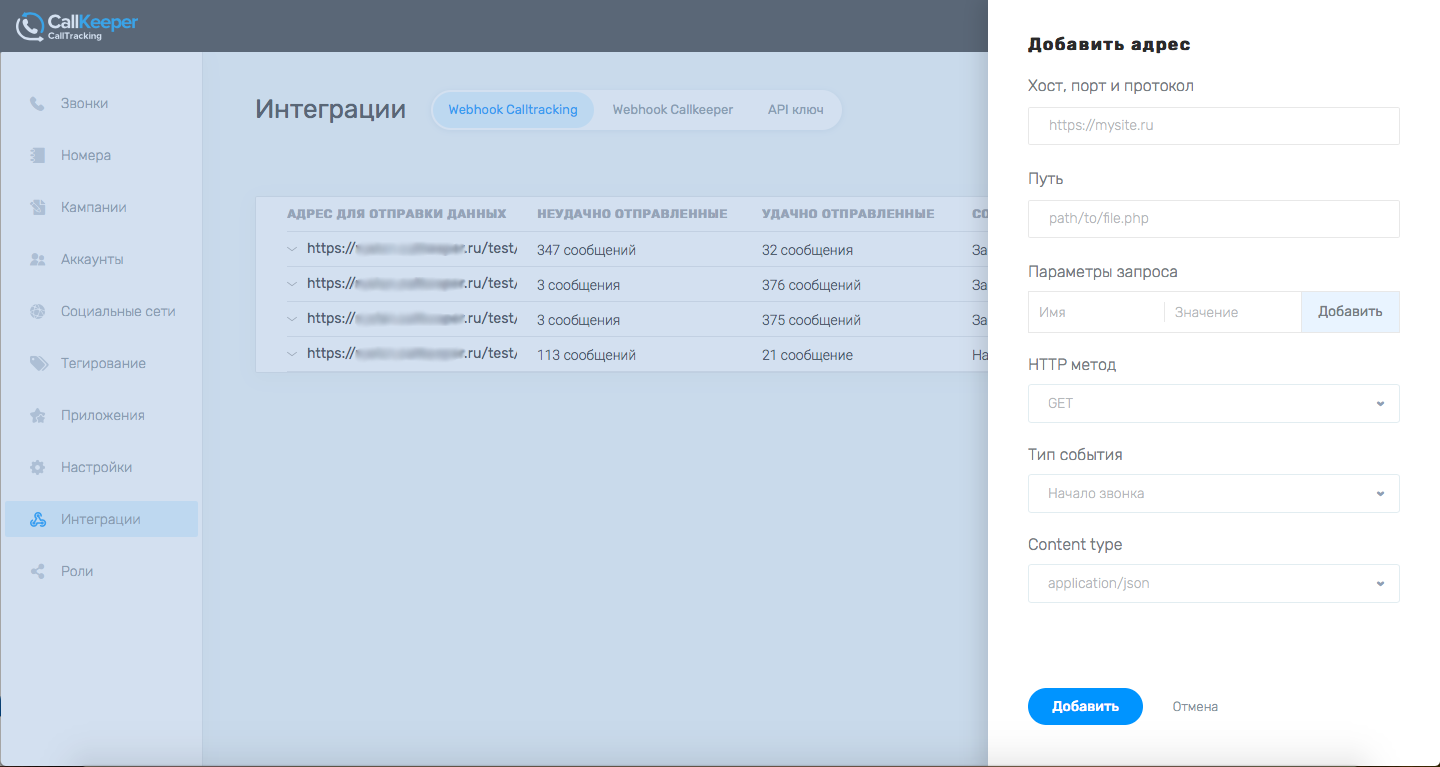 CallKeeper
CallTracking
Звонки
Номера
Кампании
Аккаунты
Социальные сети
Тегирование
Приложения
Настройки
Интеграции
Роли
Интеграции
Webhook Calltracking
Webhook Callkeeper
API ключ
АДРЕС ДЛЯ ОТПРАВКИ ДАННЫХ НЕУДАЧНО ОТПРАВЛЕННЫЕ УДАЧНО ОТПРАВЛЕННЫЕ СО
https:// .ru/test/ 347 сообщений 32 сообщения За
https:// .ru/test/ 3 сообщения 376 сообщений За
https:// .ru/test/ 3 сообщения 375 сообщений За
https:// .ru/test/ 113 сообщений 21 сообщение На
Добавить адрес
Хост, порт и протокол
https://mysite.ru
Путь
path/to/file.php
Параметры запроса
Имя Значение Добавить
HTTP метод
GET
Тип события
Начало звонка
Content type
application/json
Добавить Отмена